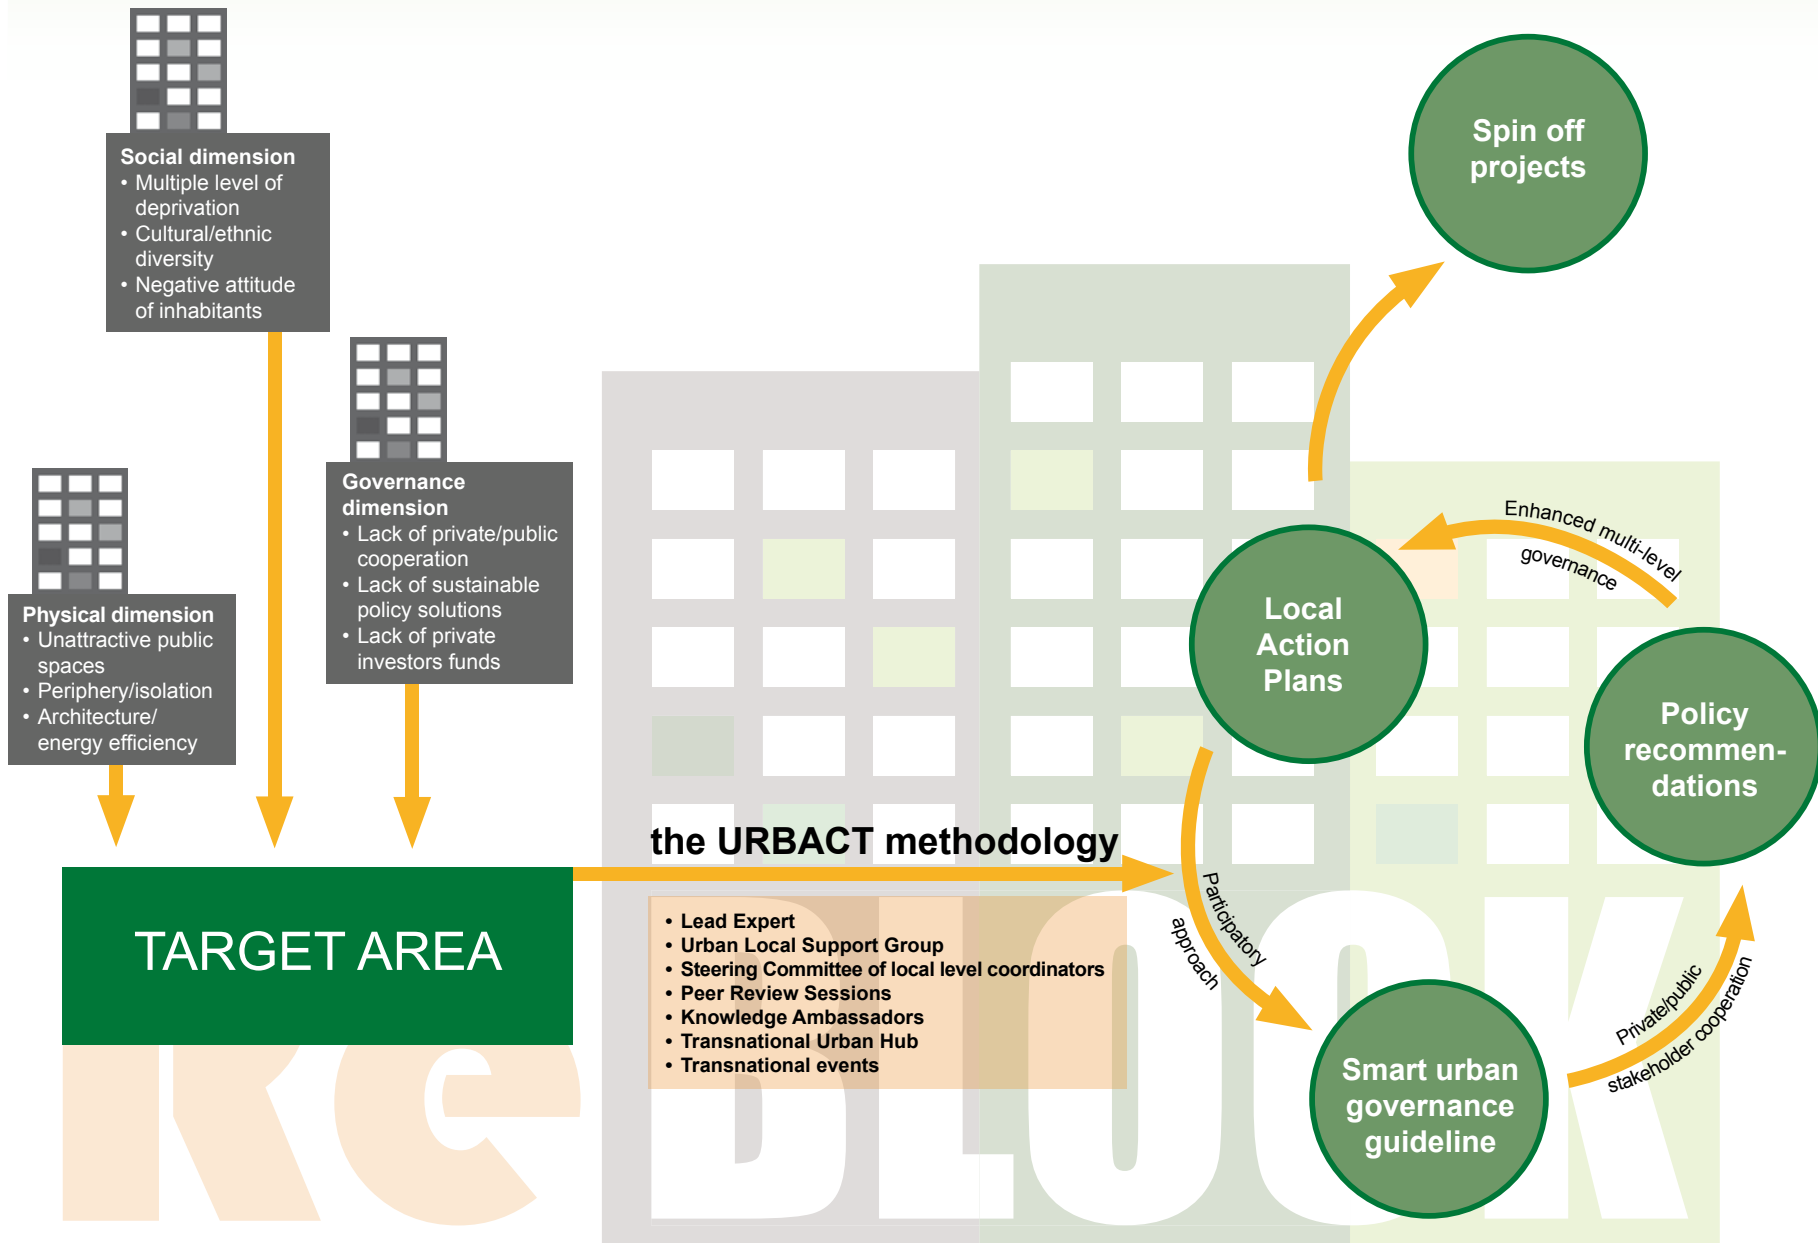 Social dimension
• Multiple level of
deprivation
• Cultural/ethnic
diversity
• Negative attitude
of inhabitants
Governance
dimension
• Lack of private/public
cooperation
• Lack of sustainable
policy solutions
• Lack of private
investors funds
Physical dimension
• Unattractive public
spaces
• Periphery/isolation
• Architecture/
energy efficiency
TARGET AREA
the URBACT methodology
• Lead Expert
• Urban Local Support Group
• Steering Committee of local level coordinators
• Peer Review Sessions
• Knowledge Ambassadors
• Transnational Urban Hub
• Transnational events
Spin off
projects
Enhanced multi-level
governance
Local
Action
Plans
Policy
recommen-
dations
Participatory
approach
Private/public
stakeholder cooperation
Smart urban
governance
guideline
Re BLOCK